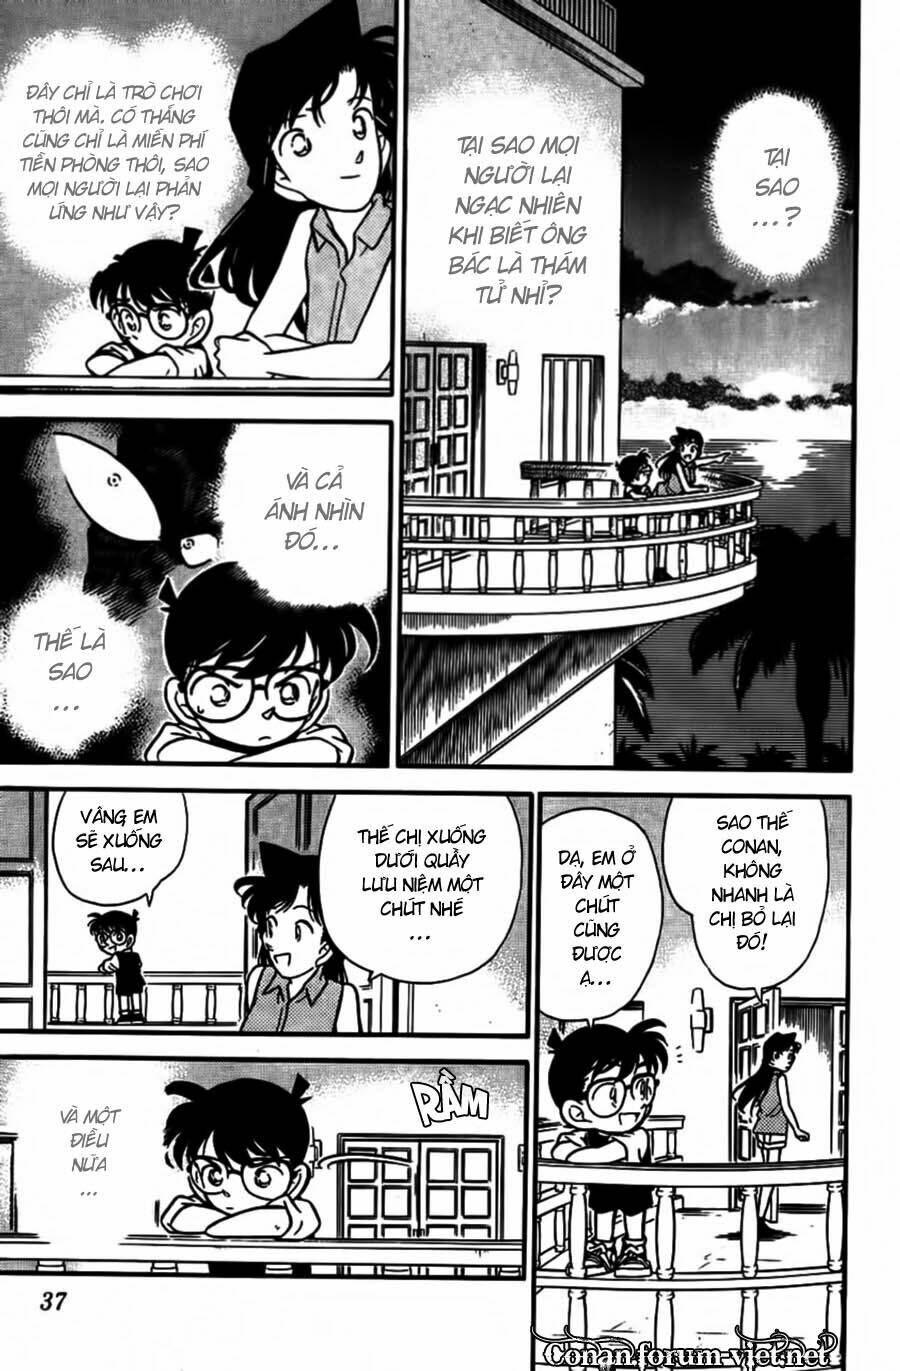 TẠI
SAO
...?
TẠI SAO MỌI
NGƯỜI LẠI
NGẠC NHIÊN
KHI BIẾT ÔNG
BÁC LÀ THÁM
TỬ NHỈ?
ĐÂY CHỈ LÀ TRÒ CHƠI
THÔI MÀ. CÓ THẮNG
CŨNG CHỈ LÀ MIỄN PHÍ
TIỀN PHÒNG THÔI, SAO
MỌI NGƯỜI LẠI PHẢN
ỨNG NHƯ VẬY?
VÀ CẢ
ÁNH NHÌN
ĐÓ...
THẾ LÀ
SAO
...
SAO THẾ
CONAN,
KHÔNG
NHANH LÀ
CHỊ BỎ LẠI
ĐÓ!
DẠ, EM Ở
ĐÂY MỘT
CHÚT
CŨNG
ĐƯỢC
Ạ...
THẾ CHỊ XUỐNG
DƯỚI QUẦY
LƯU NIỆM MỘT
CHÚT NHÉ
...
VÂNG EM
SẼ XUỐNG
SAU...
RẦM
VÀ MỘT
ĐIỀU
NỮA
...
37
Conan.forum-viet.net